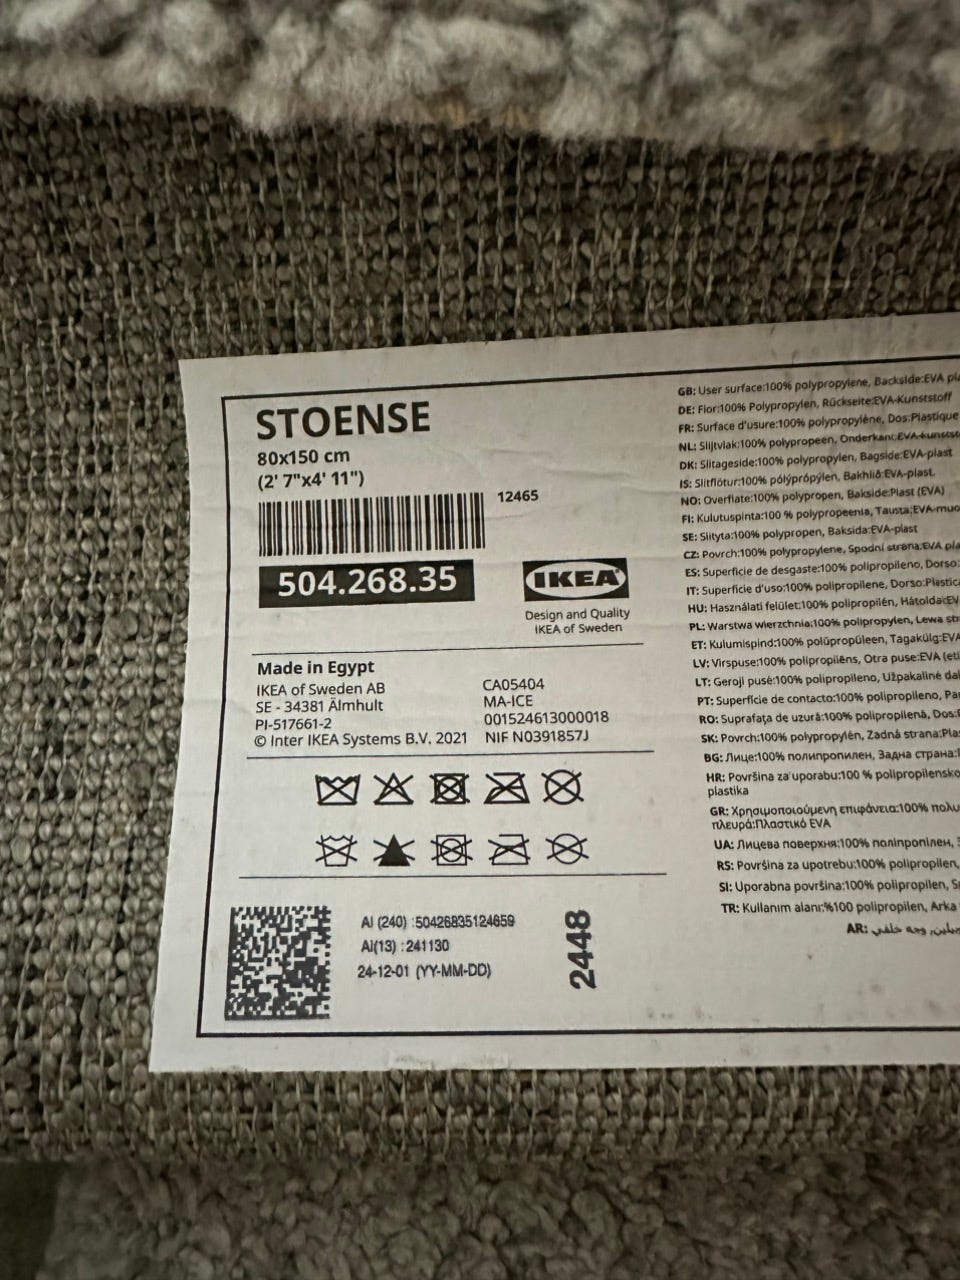 STOENSE
80x150 cm
(2' 7"x4' 11")
12465
504.268.35
IKEA
Design and Quality
IKEA of Sweden
Made in Egypt
IKEA of Sweden AB
SE - 34381 Älmhult
PI-517661-2
© Inter IKEA Systems B.V. 2021
CA05404
MA-ICE
001524613000018
NIF N0391857J
AI (240) :50426835124659
AI(13) :241130
24-12-01 (YY-MM-DD)
2448
GB: User surface:100% polypropylene, Backside:EVA
DE: Flor:100% Polypropylen, Rückseite:EVA-Kunststoff
FR: Surface d'usure:100% polypropylène, Dos:Plastique
NL: Slijtvlak:100% polypropeen, Onderkant:EVA-kunstst
DK: Slitageside:100% polypropylen, Bagside:EVA-plast
IS: Slitflötur:100% pólýprópýlen, Bakhlið:EVA-plast.
NO: Overflate:100% polypropen, Bakside:Plast (EVA)
FI: Kulutuspinta:100 % polypropeenia, Tausta:EVA-muo
SE: Slityta:100% polypropen, Baksida:EVA-plast
CZ: Povrch:100% polypropylene, Spodní strana:EVA pla
ES: Superficie de desgaste:100% polipropileno, Dorso:
IT: Superficie d'uso:100% polipropilene, Dorso:Plastica
HU: Használati felület:100% polipropilén, Hátolda:EV
PL: Warstwa wierzchnia:100% polipropylen, Lewa str
ET: Kulumispind:100% polüpropüleen, Tagakülg:EVA
LV: Virspuse:100% polipropilēns, Otra puse:EVA (eti
LT: Geroji pusė:100% polipropileno, Užpakalinė dal
PT: Superfície de contacto:100% polipropileno, Pa
RO: Suprafaţa de uzură:100% polipropilenă, Dos:
SK: Povrch:100% polypropylén, Zadná strana:Pla
BG: Лице:100% полипропилен, Задна страна:
HR: Površina za uporabu:100 % polipropilensko
plastika
GR: Χρησιμοποιούμενη επιφάνεια:100% πολυ
πλευρά:Πλαστικό EVA
UA: Лицева поверхня:100% поліпропілен,
RS: Površina za upotrebu:100% polipropilen,
SI: Uporabna površina:100% polipropilen,
TR: Kullanım alanı:%100 polipropilen, Arka
AR: وجه خلفي